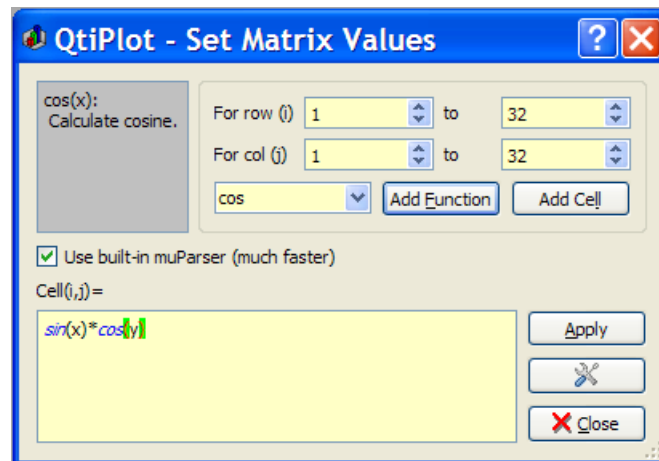 QtiPlot - Set Matrix Values
cos(x):
Calculate cosine.
For row (i) 1 to 32
For col (j) 1 to 32
cos Add Function Add Cell
Use built-in muParser (much faster)
Cell(i,j)=
sin(x)*cos(y)
Apply
Close